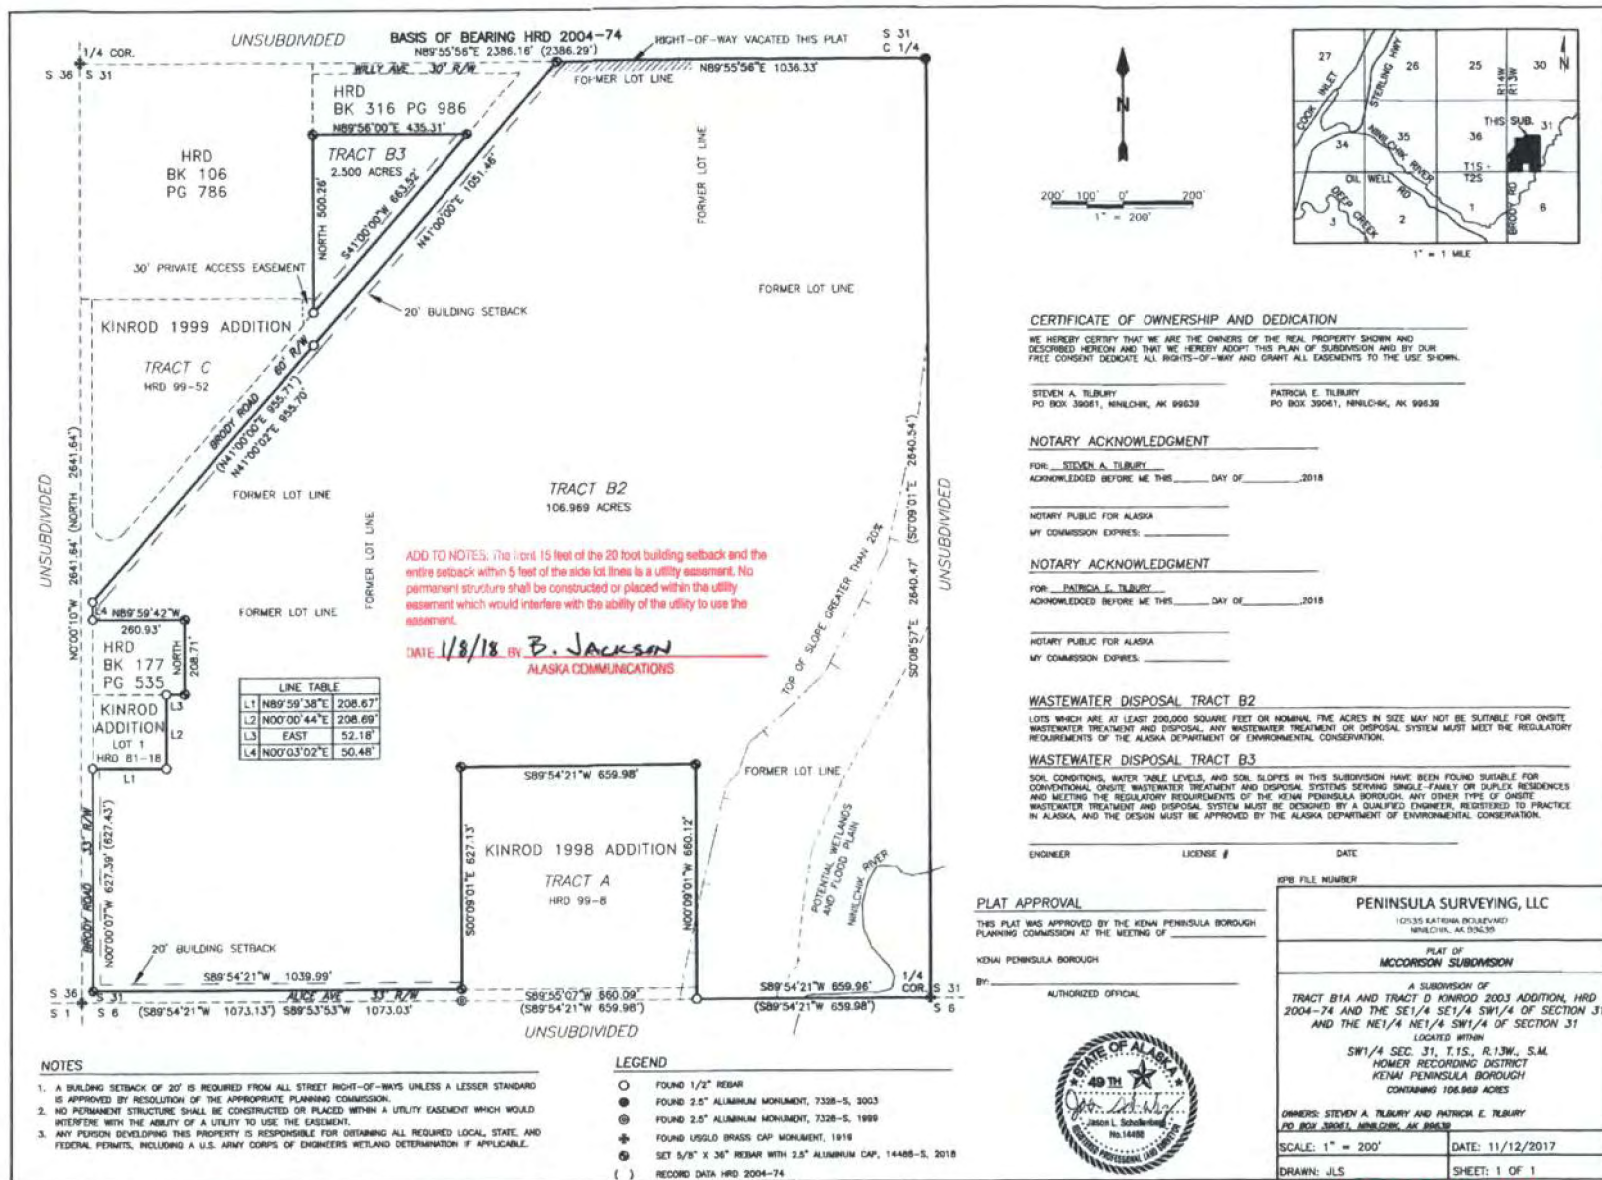 UNSUBDIVIDED
BASIS OF BEARING HRD 2004-74
N89°55'56"E 2386.16' (2386.29')
RIGHT-OF-WAY VACATED THIS PLAT
S 31
C 1/4
1/4 COR.
S 36 S 31
WILLY AVE 30' R/W
FORMER LOT LINE
N89°55'56"E 1036.33'
HRD
BK 316 PG 986
N89°56'00"E 435.31'
TRACT B3
2.500 ACRES
HRD
BK 106
PG 786
NORTH 500.26'
S41°00'00"W 663.52'
N41°00'00"E 1051.46'
FORMER LOT LINE
30' PRIVATE ACCESS EASEMENT
FORMER LOT LINE
20' BUILDING SETBACK
KINROD 1999 ADDITION
TRACT C
HRD 99-52
BRODY ROAD 60' R/W
(N41°00'00"E 955.71')
N41°00'02"E 955.70'
UNSUBDIVIDED
N0°00'10"W 2641.64' (NORTH 2641.64')
FORMER LOT LINE
FORMER LOT LINE
TRACT B2
106.969 ACRES
S0°08'57"E 2640.47' (S0°09'01"E 2640.54')
UNSUBDIVIDED
TOP OF SLOPE GREATER THAN 20%
ADD TO NOTES: The front 15 feet of the 20 foot building setback and the
entire setback within 5 feet of the side lot lines is a utility easement. No
permanent structure shall be constructed or placed within the utility
easement which would interfere with the ability of the utility to use the
easement.
DATE 1/8/18 BY B. JACKSON
ALASKA COMMUNICATIONS
L4 N89°59'42"W
260.93'
FORMER LOT LINE
HRD
BK 177
PG 535
NORTH
208.71'
L3
KINROD
ADDITION
LOT 1
HRD 81-18
L2
L1
LINE TABLE
L1 N89°59'38"E 208.67'
L2 N00°00'44"E 208.69'
L3 EAST 52.18'
L4 N00°03'02"E 50.48'
S89°54'21"W 659.98'
FORMER LOT LINE
BRODY ROAD 33' R/W
N0°00'07"W 627.39' (627.43')
S00°09'01"E 627.13'
KINROD 1998 ADDITION
TRACT A
HRD 99-8
N00°09'01"W 660.12'
POTENTIAL WETLANDS
AND FLOOD PLAIN
NINILCHIK RIVER
20' BUILDING SETBACK
S89°54'21"W 1039.99'
ALICE AVE 33' R/W
S 36 S 31
S 1 S 6
(S89°54'21"W 1073.13') S89°53'53"W 1073.03'
S89°55'07"W 660.09'
(S89°54'21"W 659.98')
S89°54'21"W 659.96'
(S89°54'21"W 659.98')
1/4
COR. S 31
S 6
UNSUBDIVIDED
NOTES
1. A BUILDING SETBACK OF 20' IS REQUIRED FROM ALL STREET RIGHT-OF-WAYS UNLESS A LESSER STANDARD
IS APPROVED BY RESOLUTION OF THE APPROPRIATE PLANNING COMMISSION.
2. NO PERMANENT STRUCTURE SHALL BE CONSTRUCTED OR PLACED WITHIN A UTILITY EASEMENT WHICH WOULD
INTERFERE WITH THE ABILITY OF A UTILITY TO USE THE EASEMENT.
3. ANY PERSON DEVELOPING THIS PROPERTY IS RESPONSIBLE FOR OBTAINING ALL REQUIRED LOCAL, STATE, AND
FEDERAL PERMITS, INCLUDING A U.S. ARMY CORPS OF ENGINEERS WETLAND DETERMINATION IF APPLICABLE.
LEGEND
FOUND 1/2" REBAR
FOUND 2.5" ALUMINUM MONUMENT, 7328-S, 2003
FOUND 2.5" ALUMINUM MONUMENT, 7328-S, 1999
FOUND USGLO BRASS CAP MONUMENT, 1919
SET 5/8" X 36" REBAR WITH 2.5" ALUMINUM CAP, 14488-S, 2018
( ) RECORD DATA HRD 2004-74
N
200' 100' 0' 200'
1" = 200'
27 26 25 30
N
COOK INLET
STERLING HWY
R14W
R13W
THIS SUB. 31
34 35 36
NINILCHIK RIVER
T1S
T2S
OIL WELL RD
DEEP CREEK
3 2 1 6
BRODY RD
1" = 1 MILE
CERTIFICATE OF OWNERSHIP AND DEDICATION
WE HEREBY CERTIFY THAT WE ARE THE OWNERS OF THE REAL PROPERTY SHOWN AND
DESCRIBED HEREON AND THAT WE HEREBY ADOPT THIS PLAN OF SUBDIVISION AND BY OUR
FREE CONSENT DEDICATE ALL RIGHTS-OF-WAY AND GRANT ALL EASEMENTS TO THE USE SHOWN.
STEVEN A. TILBURY
PO BOX 39061, NINILCHIK, AK 99639
PATRICIA E. TILBURY
PO BOX 39061, NINILCHIK, AK 99639
NOTARY ACKNOWLEDGMENT
FOR: STEVEN A. TILBURY
ACKNOWLEDGED BEFORE ME THIS DAY OF ,2018
NOTARY PUBLIC FOR ALASKA
MY COMMISSION EXPIRES:
NOTARY ACKNOWLEDGMENT
FOR: PATRICIA E. TILBURY
ACKNOWLEDGED BEFORE ME THIS DAY OF ,2018
NOTARY PUBLIC FOR ALASKA
MY COMMISSION EXPIRES:
WASTEWATER DISPOSAL TRACT B2
LOTS WHICH ARE AT LEAST 200,000 SQUARE FEET OR NOMINAL FIVE ACRES IN SIZE MAY NOT BE SUITABLE FOR ONSITE
WASTEWATER TREATMENT AND DISPOSAL. ANY WASTEWATER TREATMENT OR DISPOSAL SYSTEM MUST MEET THE REGULATORY
REQUIREMENTS OF THE ALASKA DEPARTMENT OF ENVIRONMENTAL CONSERVATION.
WASTEWATER DISPOSAL TRACT B3
SOIL CONDITIONS, WATER TABLE LEVELS, AND SOIL SLOPES IN THIS SUBDIVISION HAVE BEEN FOUND SUITABLE FOR
CONVENTIONAL ONSITE WASTEWATER TREATMENT AND DISPOSAL SYSTEMS SERVING SINGLE-FAMILY OR DUPLEX RESIDENCES
AND MEETING THE REGULATORY REQUIREMENTS OF THE KENAI PENINSULA BOROUGH. ANY OTHER TYPE OF ONSITE
WASTEWATER TREATMENT AND DISPOSAL SYSTEM MUST BE DESIGNED BY A QUALIFIED ENGINEER, REGISTERED TO PRACTICE
IN ALASKA, AND THE DESIGN MUST BE APPROVED BY THE ALASKA DEPARTMENT OF ENVIRONMENTAL CONSERVATION.
ENGINEER LICENSE # DATE
PLAT APPROVAL
THIS PLAT WAS APPROVED BY THE KENAI PENINSULA BOROUGH
PLANNING COMMISSION AT THE MEETING OF
KENAI PENINSULA BOROUGH
BY:
AUTHORIZED OFFICIAL
STATE OF ALASKA
49 TH
Jason L. Schollenberg
No.14488
REGISTERED PROFESSIONAL LAND SURVEYOR
KPB FILE NUMBER
PENINSULA SURVEYING, LLC
10535 KATRINA BOULEVARD
NINILCHIK, AK 99639
PLAT OF
MCCORISON SUBDIVISION
A SUBDIVISION OF
TRACT B1A AND TRACT D KINROD 2003 ADDITION, HRD
2004-74 AND THE SE1/4 SE1/4 SW1/4 OF SECTION 31
AND THE NE1/4 NE1/4 SW1/4 OF SECTION 31
LOCATED WITHIN
SW1/4 SEC. 31, T.1S., R.13W., S.M.
HOMER RECORDING DISTRICT
KENAI PENINSULA BOROUGH
CONTAINING 106.969 ACRES
OWNERS: STEVEN A. TILBURY AND PATRICIA E. TILBURY
PO BOX 39061, NINILCHIK, AK 99639
SCALE: 1" = 200' DATE: 11/12/2017
DRAWN: JLS SHEET: 1 OF 1